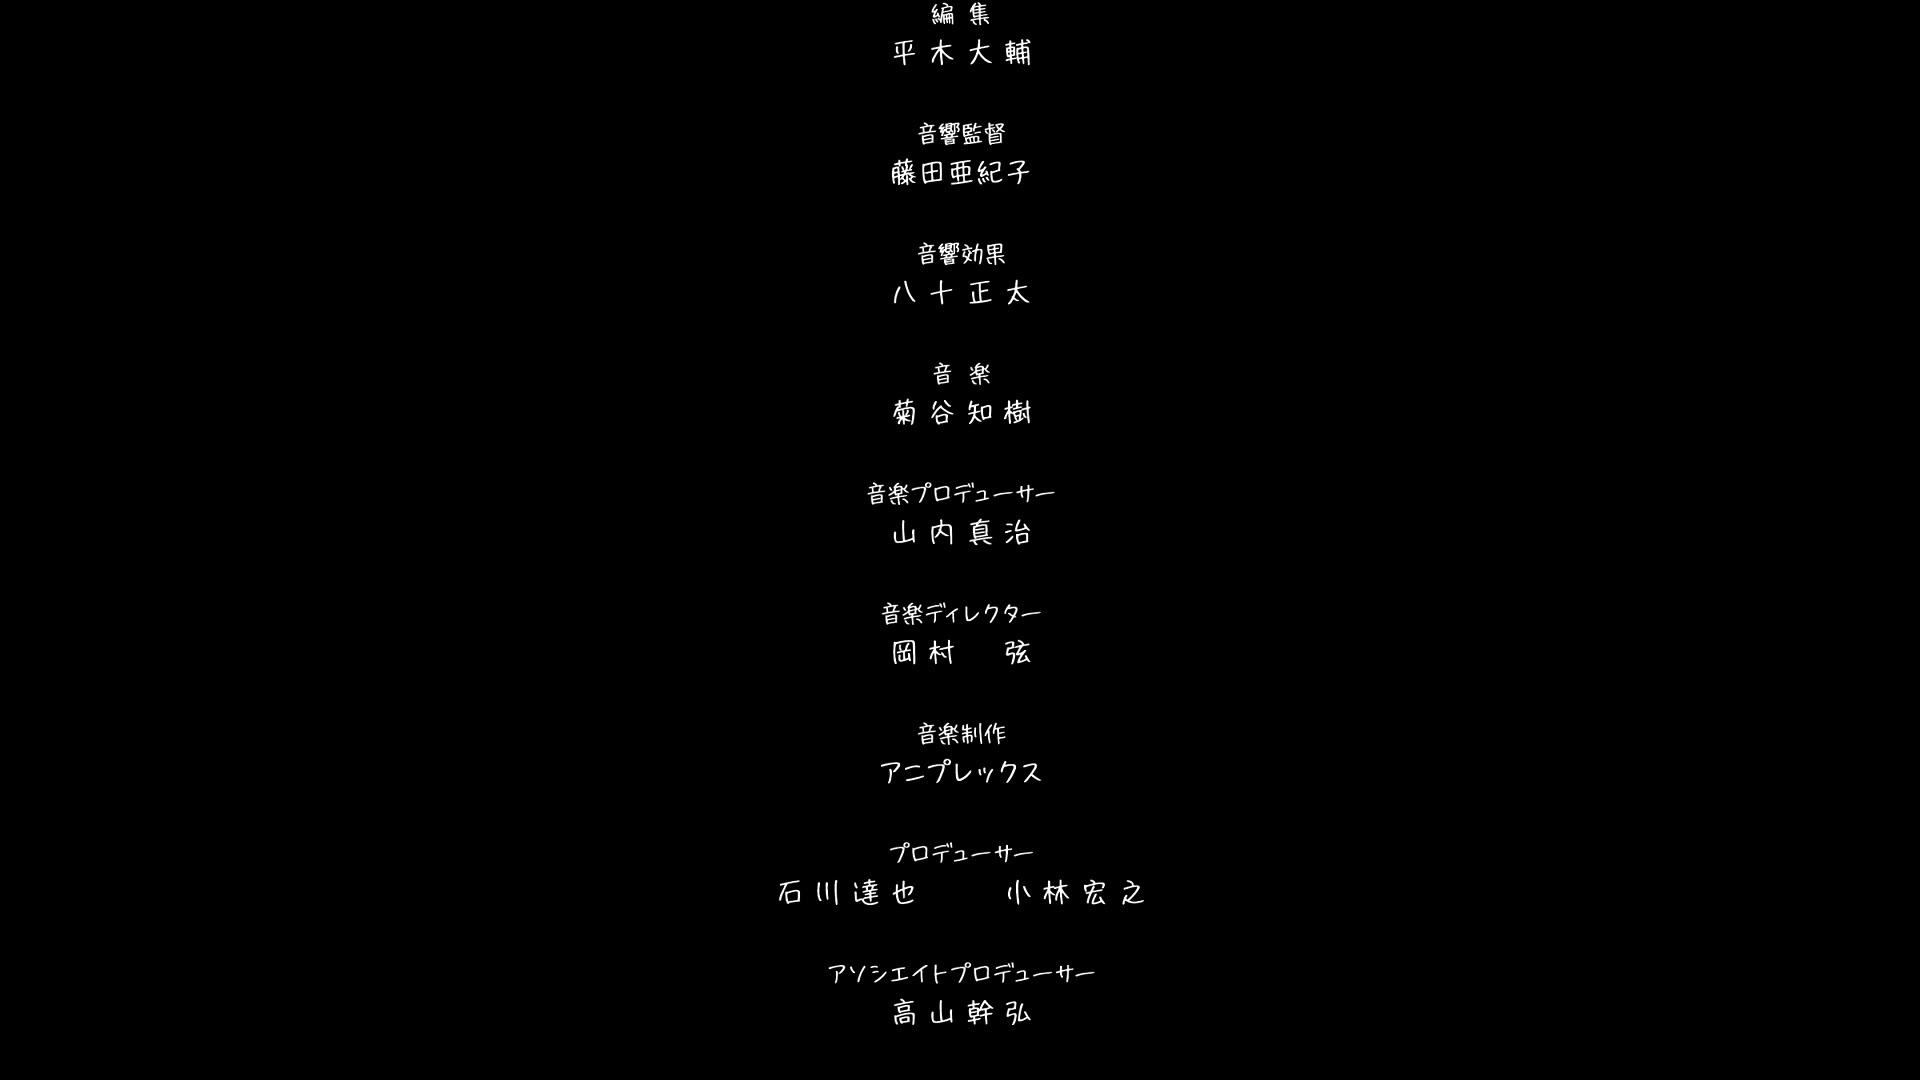 編集
平木大輔
音響監督
藤田亜紀子
音響効果
八十正太
音楽
菊谷知樹
音楽プロデューサー
山内真治
音楽ディレクター
岡村 弦
音楽制作
アニプレックス
プロデューサー
石川達也 小林宏之
アソシエイトプロデューサー
高山幹弘